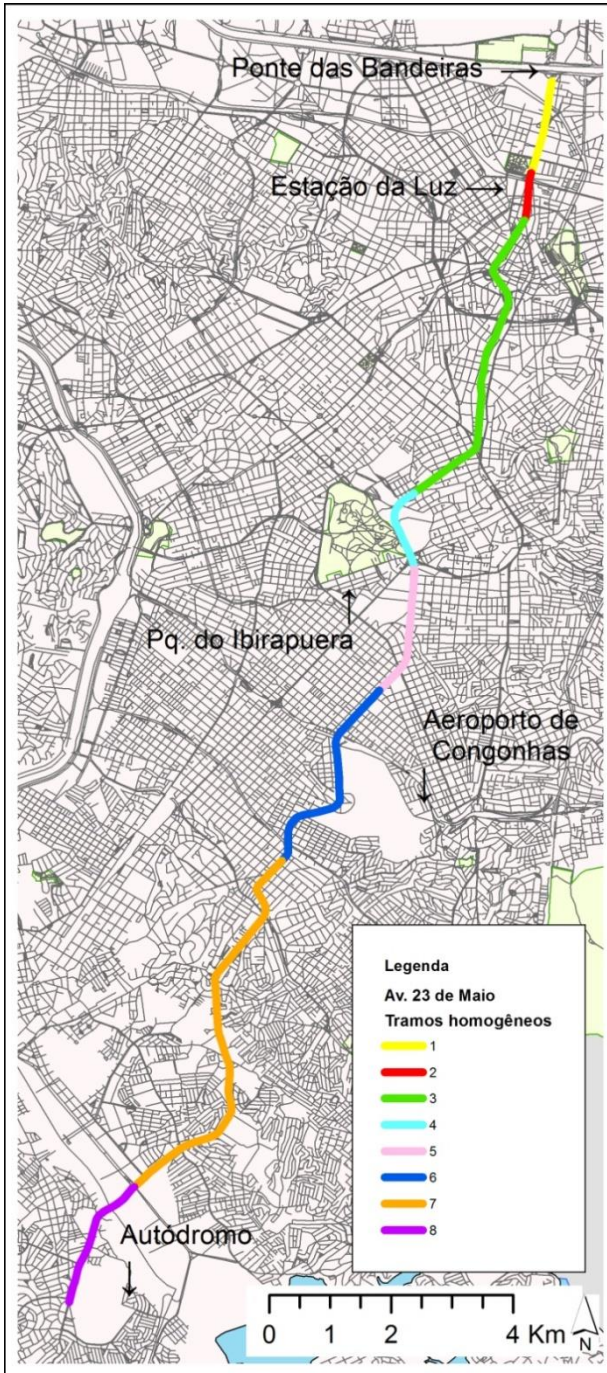 Ponte das Bandeiras →
Estação da Luz →
↑
Pq. do Ibirapuera
Aeroporto de
Congonhas
↓
Legenda
Av. 23 de Maio
Tramos homogêneos
1
2
3
4
5
6
7
8
Autódromo
↓
0 1 2 4 Km
N